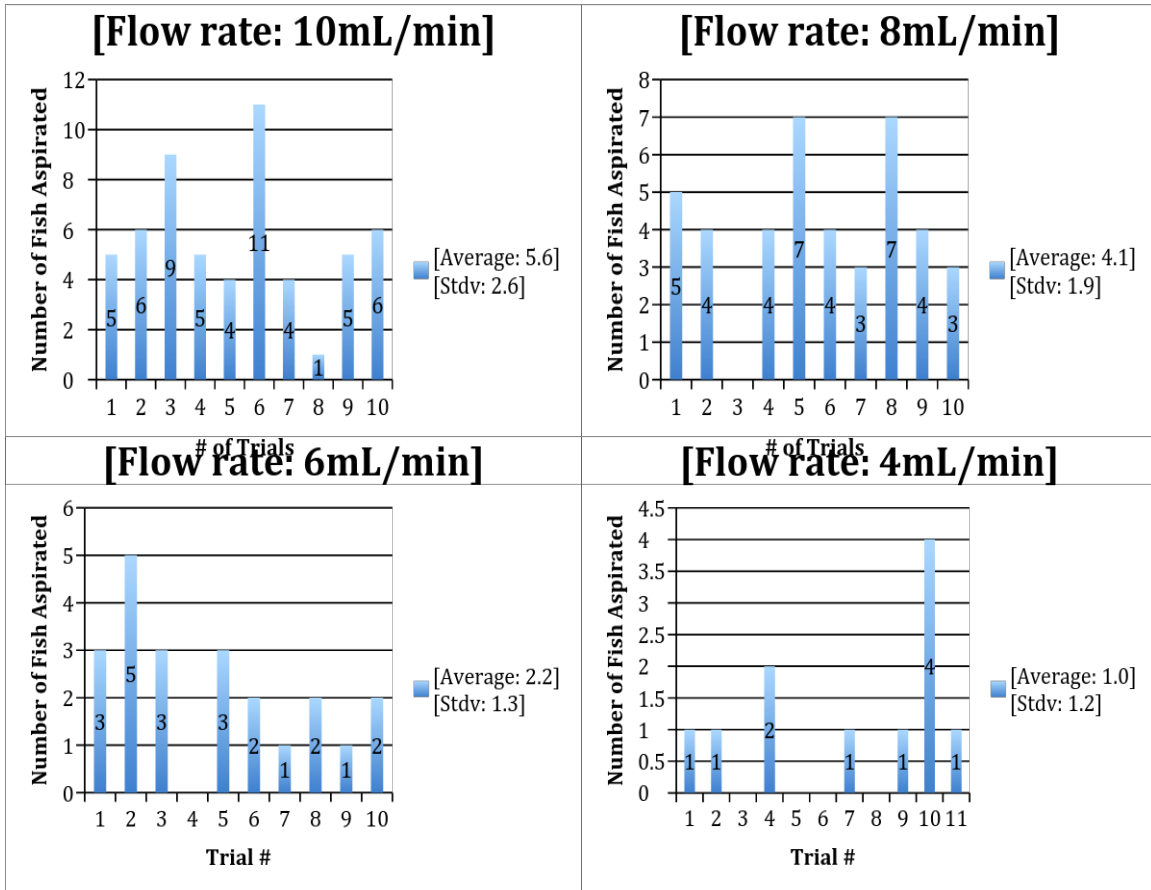 [Flow rate: 10mL/min]
Number of Fish Aspirated
12
10
8
6
4
2
0
5
6
9
5
4
11
4
1
5
6
1 2 3 4 5 6 7 8 9 10
# of Trials
[Average: 5.6]
[Stdv: 2.6]
[Flow rate: 8mL/min]
Number of Fish Aspirated
8
7
6
5
4
3
2
1
0
5
4
4
7
4
3
7
4
3
1 2 3 4 5 6 7 8 9 10
# of Trials
[Average: 4.1]
[Stdv: 1.9]
[Flow rate: 6mL/min]
Number of Fish Aspirated
6
5
4
3
2
1
0
3
5
3
3
2
1
2
1
2
1 2 3 4 5 6 7 8 9 10
Trial #
[Average: 2.2]
[Stdv: 1.3]
[Flow rate: 4mL/min]
Number of Fish Aspirated
4.5
4
3.5
3
2.5
2
1.5
1
0.5
0
1
1
2
1
1
4
1
1 2 3 4 5 6 7 8 9 10 11
Trial #
[Average: 1.0]
[Stdv: 1.2]